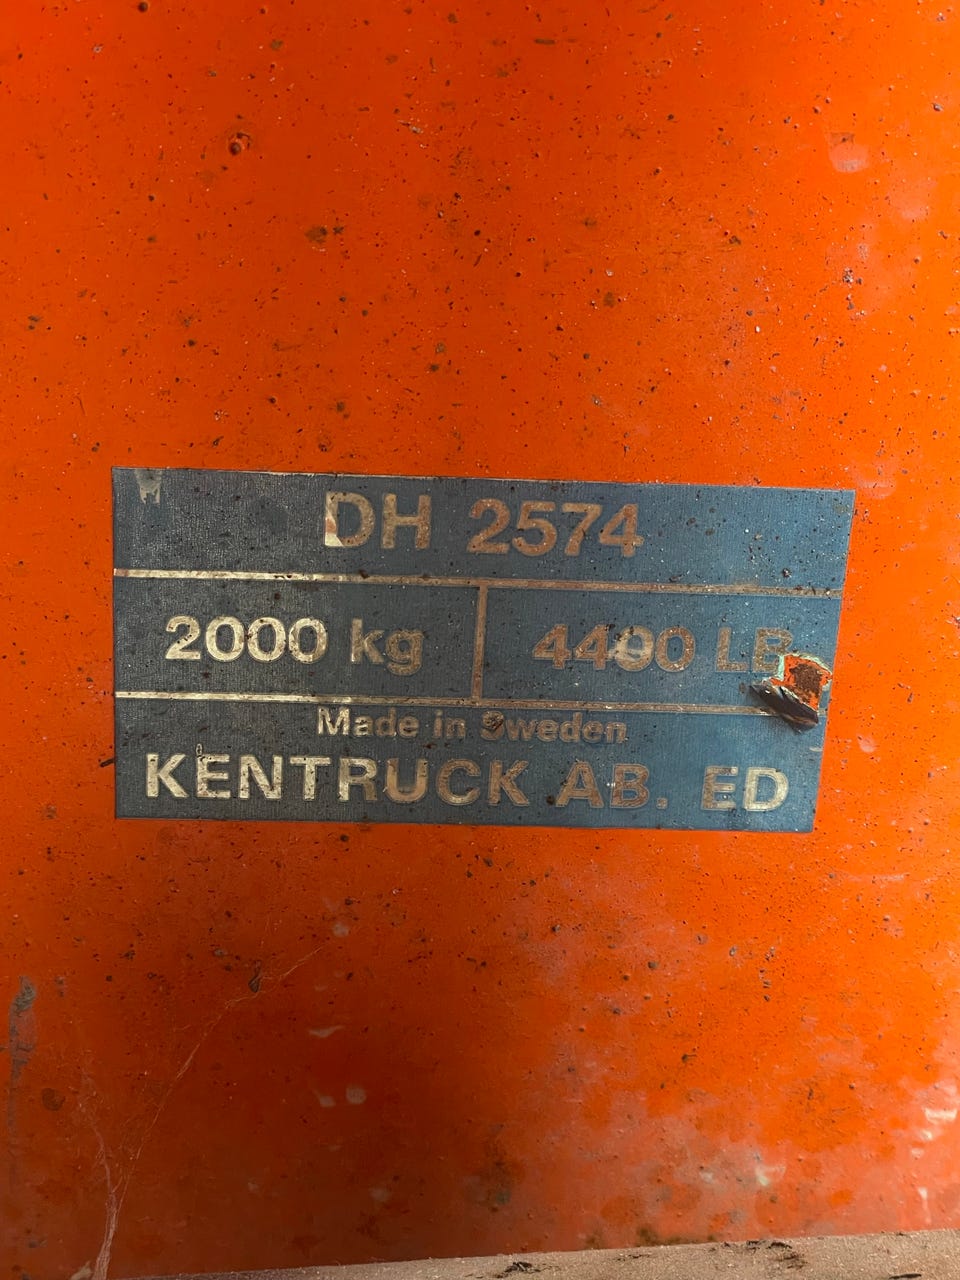 DH 2574
2000 kg 4400 LB
Made in Sweden
KENTRUCK AB. ED